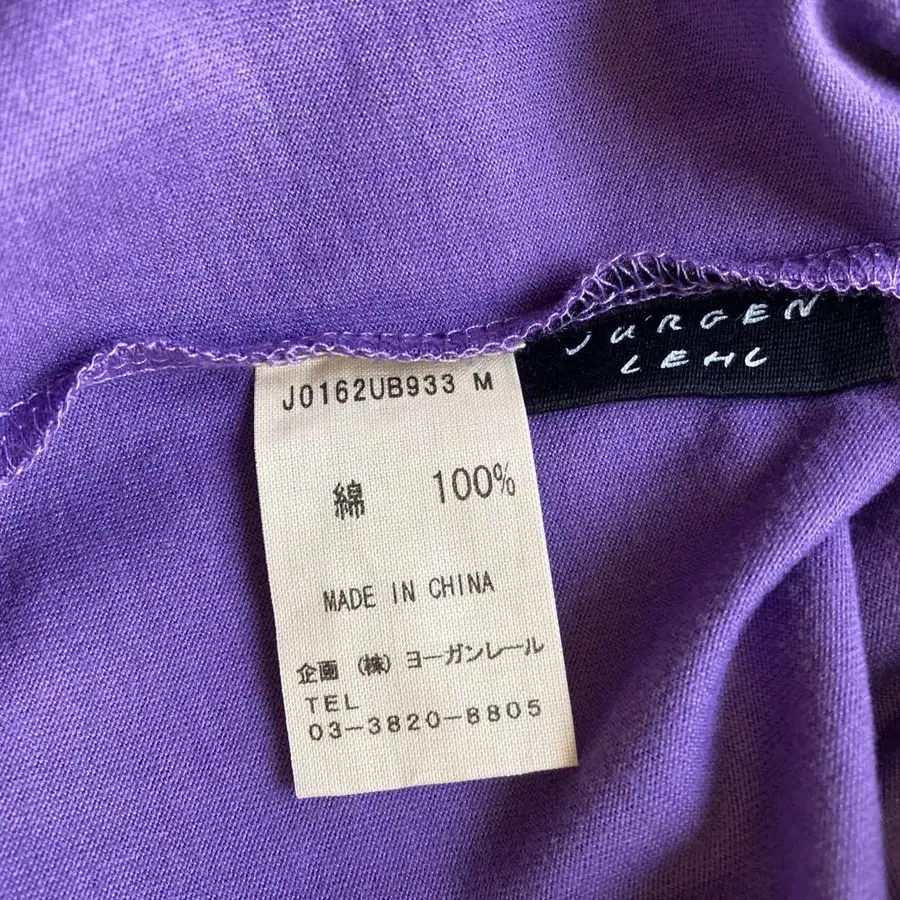 JÜRGEN
LEHL
J0162UB933 M
綿 100%
MADE IN CHINA
企画 (株) ヨーガンレール
TEL
03-3820-8805